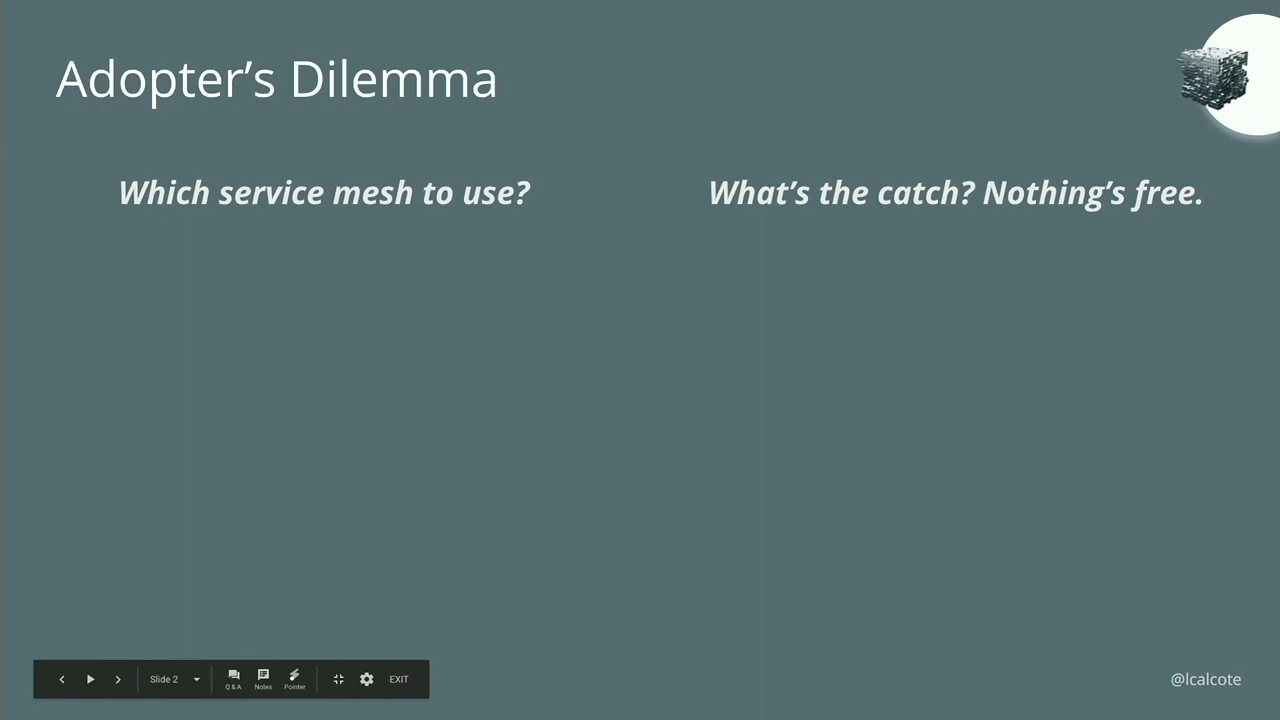 Adopter’s Dilemma
Which service mesh to use?
What’s the catch? Nothing’s free.
Slide 2
Q & A
Notes
Pointer
EXIT
@lcalcote